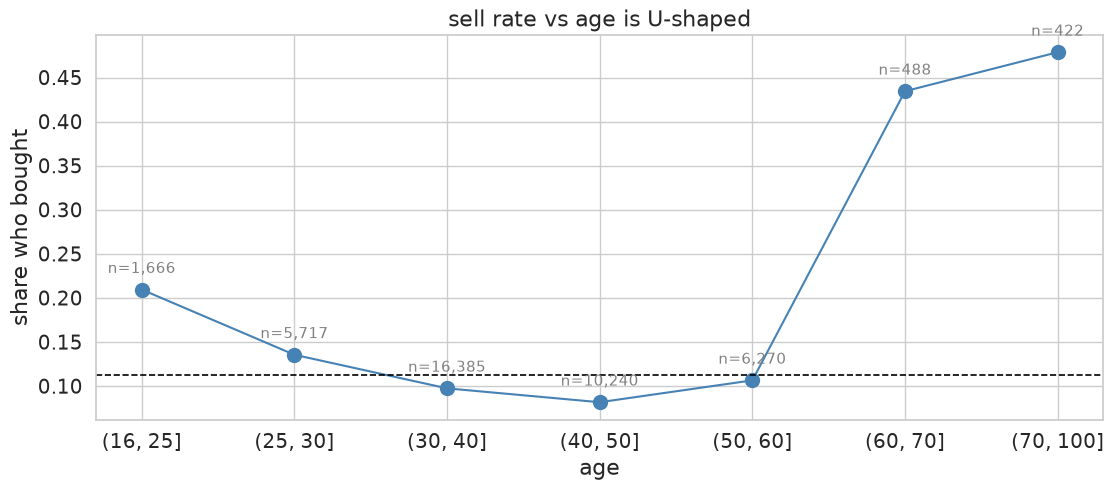 sell rate vs age is U-shaped
n=422
n=488
n=1,666
n=5,717
n=16,385
n=10,240
n=6,270
share who bought
0.45
0.40
0.35
0.30
0.25
0.20
0.15
0.10
(16, 25]
(25, 30]
(30, 40]
(40, 50]
(50, 60]
(60, 70]
(70, 100]
age